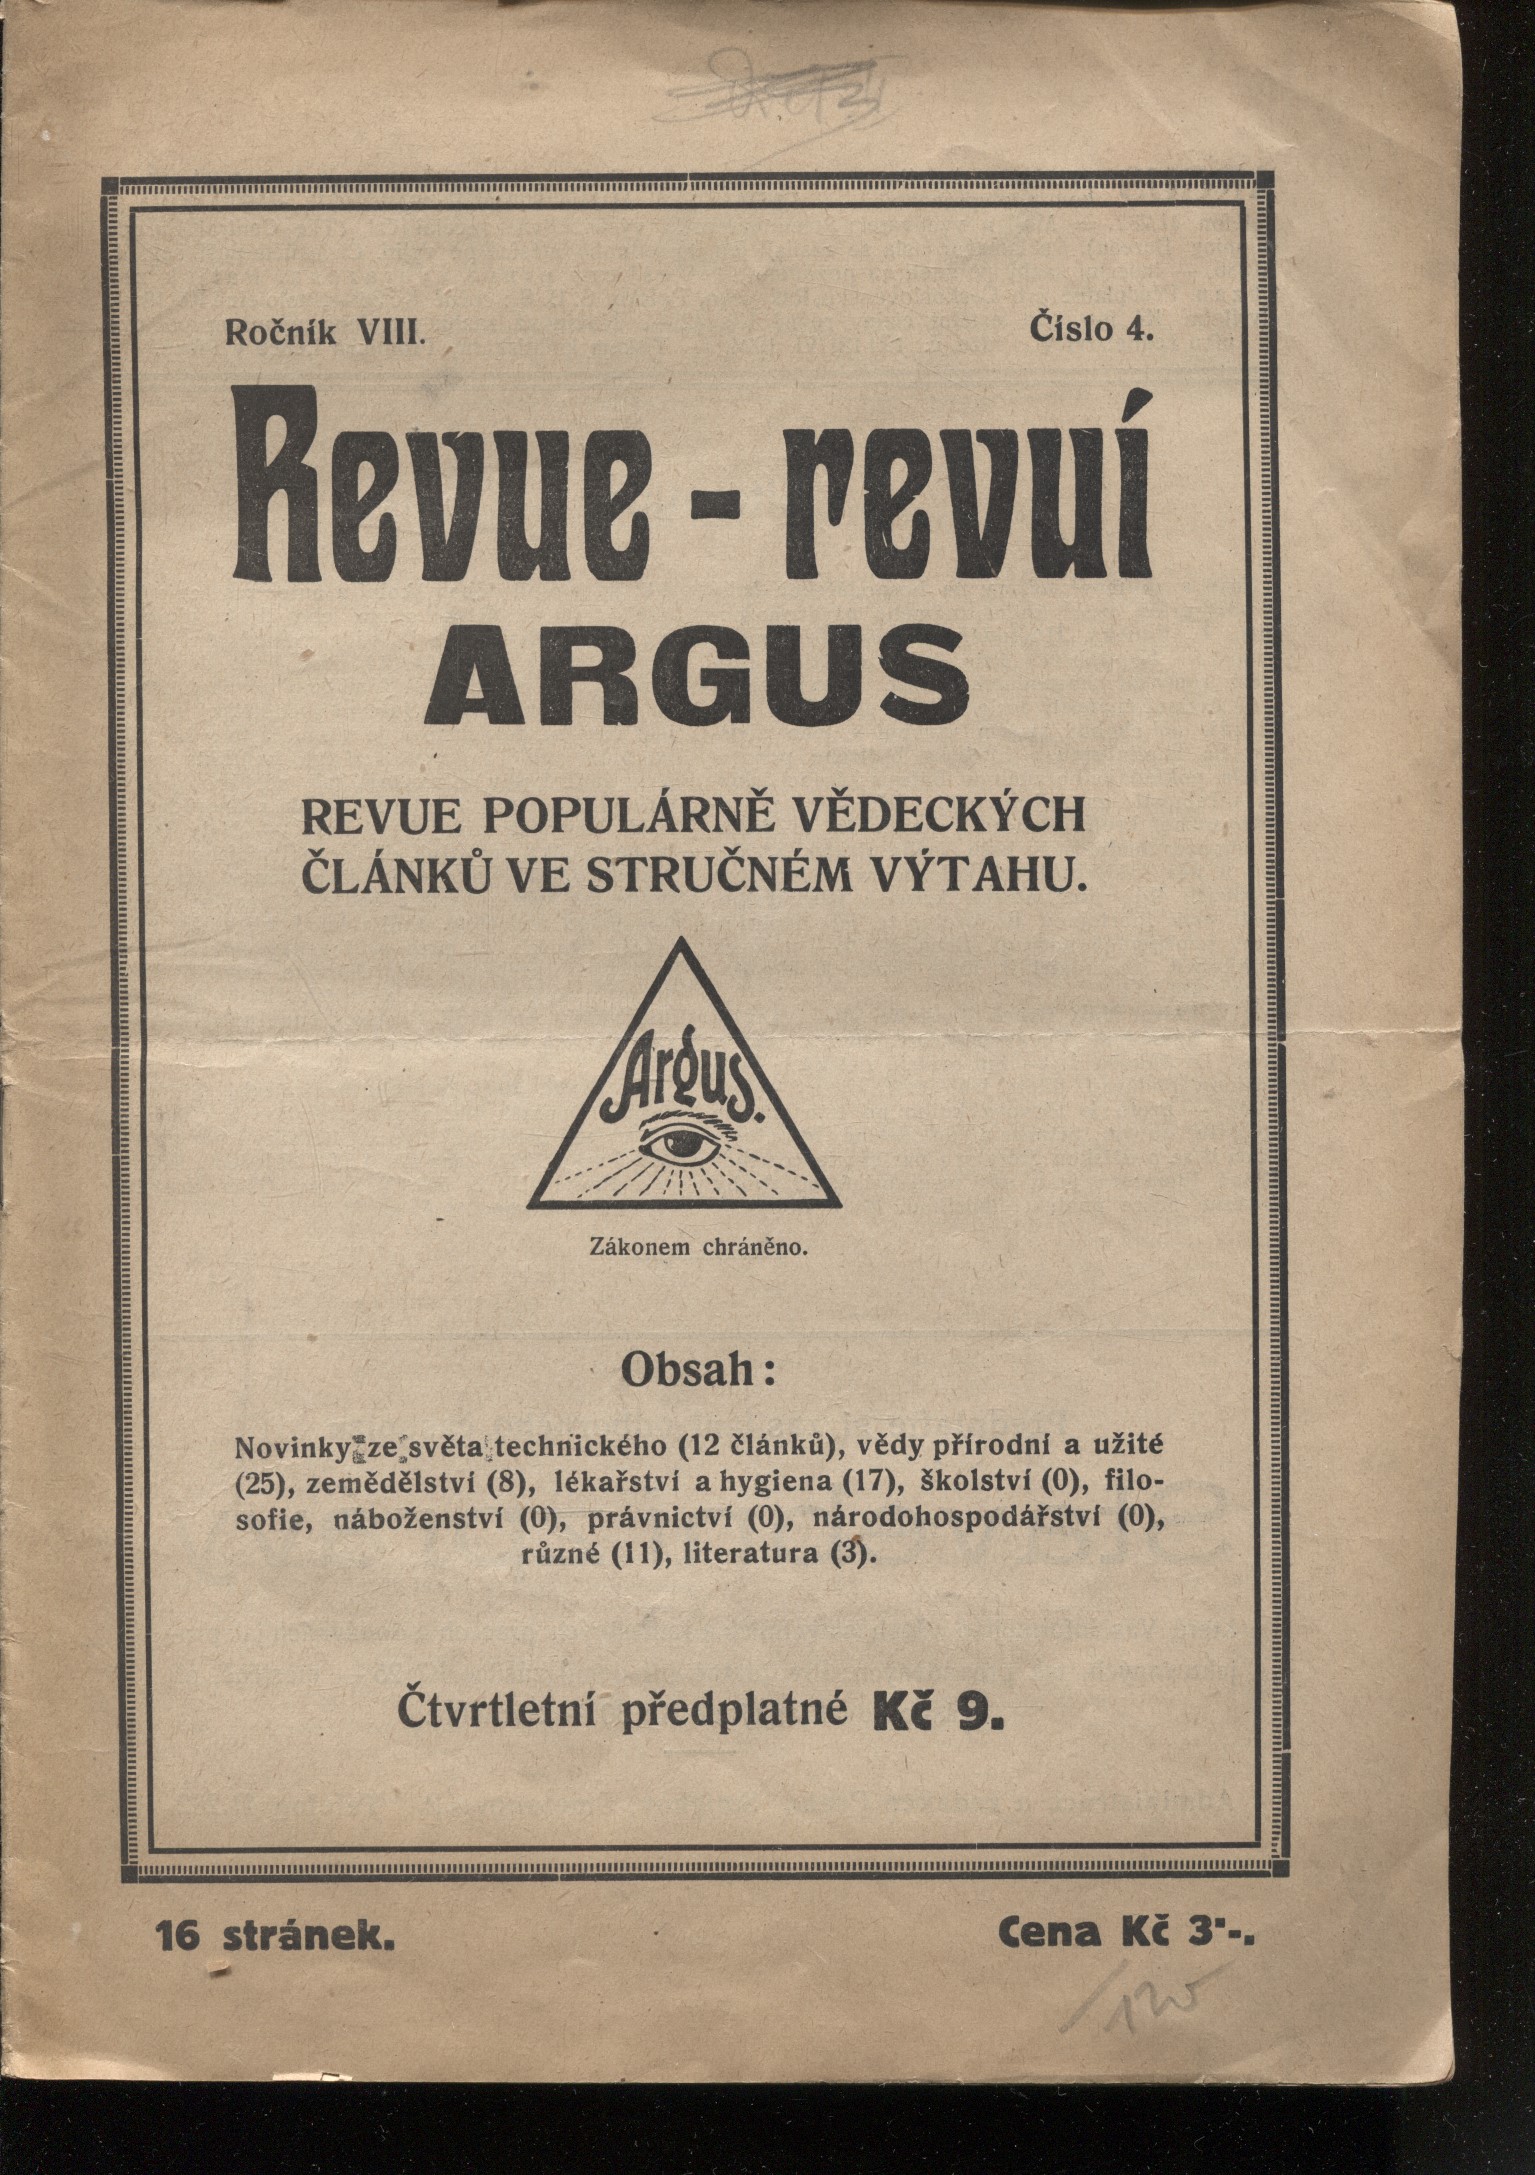 Ročník VIII. Číslo 4.
Revue - revuí
ARGUS
REVUE POPULÁRNĚ VĚDECKÝCH
ČLÁNKŮ VE STRUČNÉM VÝTAHU.
Argus.
Zákonem chráněno.
Obsah:
Novinky ze světa technického (12 článků), vědy přírodní a užité
(25), zemědělství (8), lékařství a hygiena (17), školství (0), filo-
sofie, náboženství (0), právnictví (0), národohospodářství (0),
různé (11), literatura (3).
Čtvrtletní předplatné Kč 9.
16 stránek. Cena Kč 3·-.